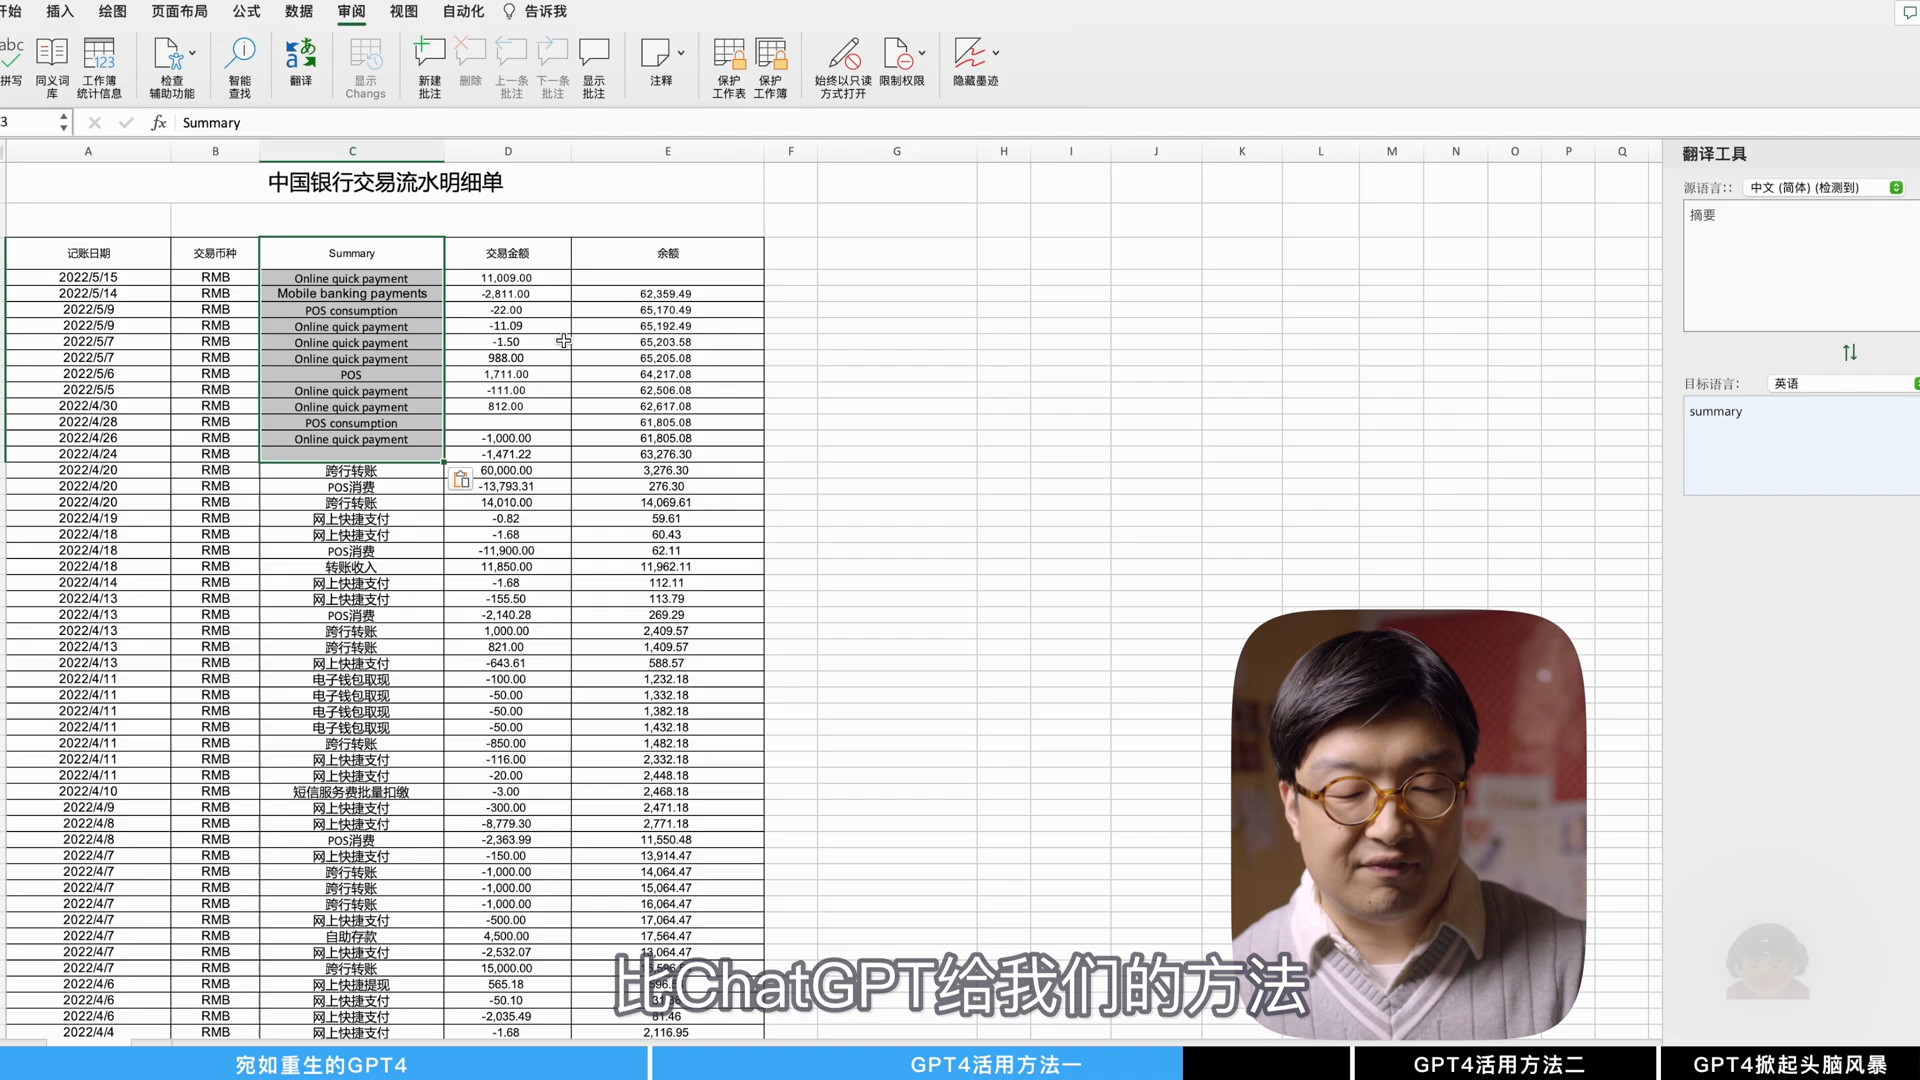 开始 插入 绘图 页面布局 公式 数据 审阅 视图 自动化 告诉我
abc 拼写 同义词库 123 工作簿统计信息 检查辅助功能 智能查找 aあ 翻译 显示Changs 新建批注 删除 上一条批注 下一条批注 显示批注 注释 保护工作表 保护工作簿 始终以只读方式打开 限制权限 隐藏墨迹
3 fx Summary
A B C D E F G H I J K L M N O P Q
中国银行交易流水明细单
记账日期 交易币种 Summary 交易金额 余额
2022/5/15 RMB Online quick payment 11,009.00
2022/5/14 RMB Mobile banking payments -2,811.00 62,359.49
2022/5/9 RMB POS consumption -22.00 65,170.49
2022/5/9 RMB Online quick payment -11.09 65,192.49
2022/5/7 RMB Online quick payment -1.50 65,203.58
2022/5/7 RMB Online quick payment 988.00 65,205.08
2022/5/6 RMB POS 1,711.00 64,217.08
2022/5/5 RMB Online quick payment -111.00 62,506.08
2022/4/30 RMB Online quick payment 812.00 62,617.08
2022/4/28 RMB POS consumption 61,805.08
2022/4/26 RMB Online quick payment -1,000.00 61,805.08
2022/4/24 RMB -1,471.22 63,276.30
2022/4/20 RMB 跨行转账 60,000.00 3,276.30
2022/4/20 RMB POS消费 -13,793.31 276.30
2022/4/20 RMB 跨行转账 14,010.00 14,069.61
2022/4/19 RMB 网上快捷支付 -0.82 59.61
2022/4/18 RMB 网上快捷支付 -1.68 60.43
2022/4/18 RMB POS消费 -11,900.00 62.11
2022/4/18 RMB 转账收入 11,850.00 11,962.11
2022/4/14 RMB 网上快捷支付 -1.68 112.11
2022/4/13 RMB 网上快捷支付 -155.50 113.79
2022/4/13 RMB POS消费 -2,140.28 269.29
2022/4/13 RMB 跨行转账 1,000.00 2,409.57
2022/4/13 RMB 跨行转账 821.00 1,409.57
2022/4/13 RMB 网上快捷支付 -643.61 588.57
2022/4/11 RMB 电子钱包取现 -100.00 1,232.18
2022/4/11 RMB 电子钱包取现 -50.00 1,332.18
2022/4/11 RMB 电子钱包取现 -50.00 1,382.18
2022/4/11 RMB 电子钱包取现 -50.00 1,432.18
2022/4/11 RMB 跨行转账 -850.00 1,482.18
2022/4/11 RMB 网上快捷支付 -116.00 2,332.18
2022/4/11 RMB 网上快捷支付 -20.00 2,448.18
2022/4/10 RMB 短信服务费批量扣缴 -3.00 2,468.18
2022/4/9 RMB 网上快捷支付 -300.00 2,471.18
2022/4/8 RMB 网上快捷支付 -8,779.30 2,771.18
2022/4/8 RMB POS消费 -2,363.99 11,550.48
2022/4/7 RMB 网上快捷支付 -150.00 13,914.47
2022/4/7 RMB 跨行转账 -1,000.00 14,064.47
2022/4/7 RMB 跨行转账 -1,000.00 15,064.47
2022/4/7 RMB 跨行转账 -1,000.00 16,064.47
2022/4/7 RMB 网上快捷支付 -500.00 17,064.47
2022/4/7 RMB 自助存款 4,500.00 17,564.47
2022/4/7 RMB 网上快捷支付 -2,532.07 13,064.47
2022/4/7 RMB 跨行转账 15,000.00
2022/4/6 RMB 网上快捷提现 565.18
2022/4/6 RMB 网上快捷支付 -50.10
2022/4/6 RMB 网上快捷支付 -2,035.49 81.46
2022/4/4 RMB 网上快捷支付 -1.68 2,116.95
翻译工具
源语言:: 中文 (简体) (检测到)
摘要
目标语言: 英语
summary
比ChatGPT给我们的方法
宛如重生的GPT4 GPT4活用方法一 GPT4活用方法二 GPT4掀起头脑风暴